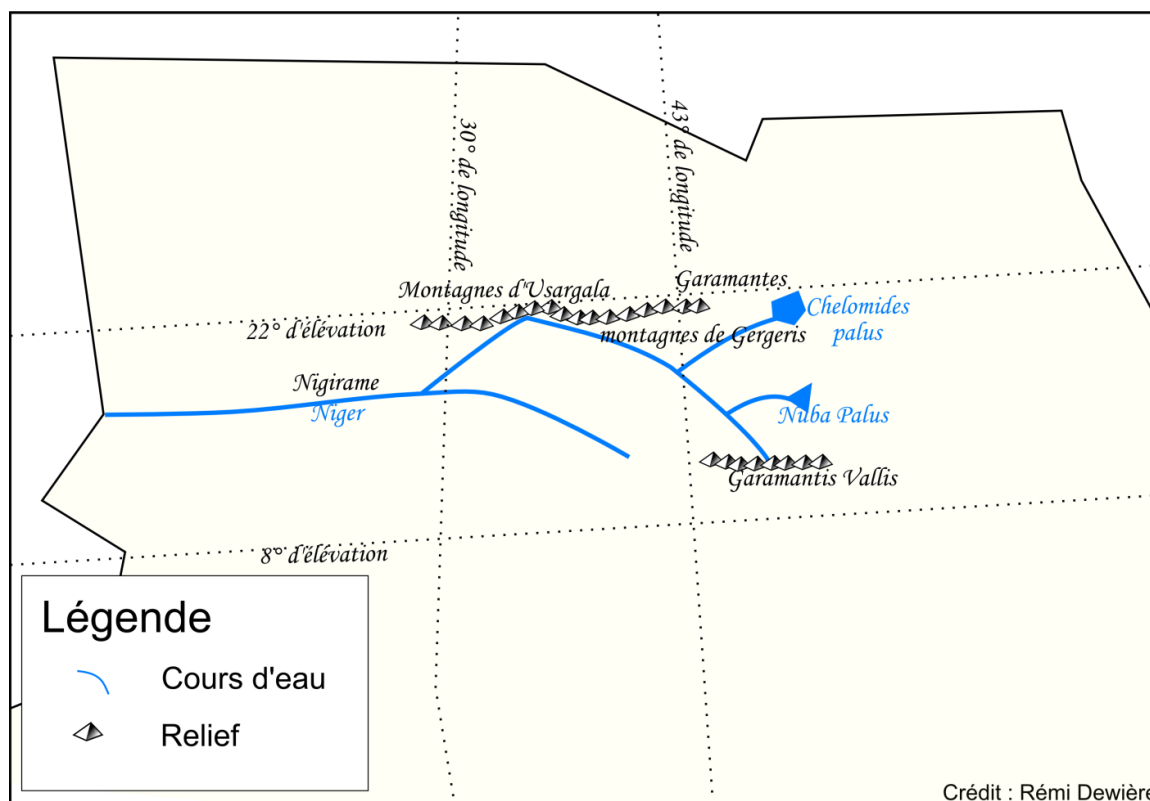 30° de longitude
43° de longitude
Montagnes d'Usargala
Garamantes
22° d'élévation
montagnes de Gergeris
Chelomides
palus
Nigirame
Niger
Nuba Palus
Garamantis Vallis
8° d'élévation
Légende
Cours d'eau
Relief
Crédit : Rémi Dewière